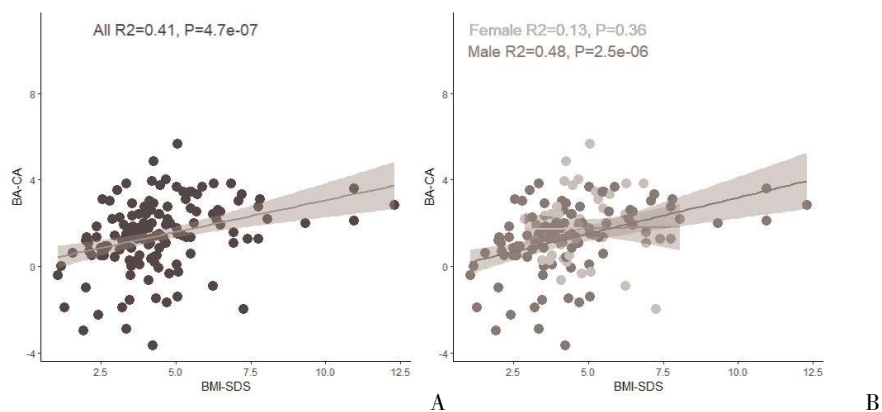 All R2=0.41, P=4.7e-07
8
4
0
-4
BA-CA
2.5
5.0
7.5
10.0
12.5
BMI-SDS
A
Female R2=0.13, P=0.36
Male R2=0.48, P=2.5e-06
8
4
0
-4
BA-CA
2.5
5.0
7.5
10.0
12.5
BMI-SDS
B